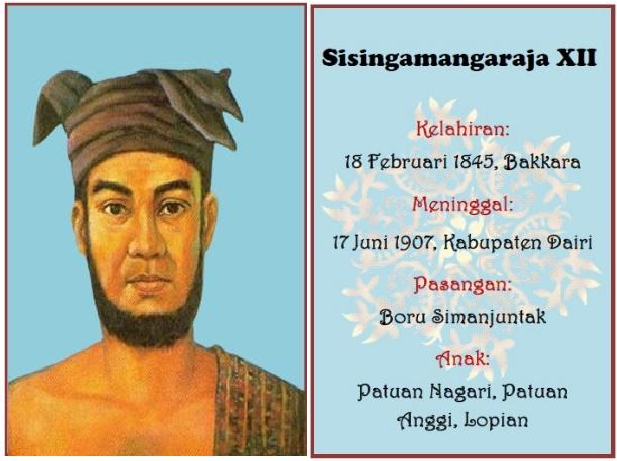 Sisingamangaraja XII
Kelahiran:
18 Februari 1845, Bakkara
Meninggal:
17 Juni 1907, Kabupaten Dairi
Pasangan:
Boru Simanjuntak
Anak:
Patuan Nagari, Patuan
Anggi, Lopian